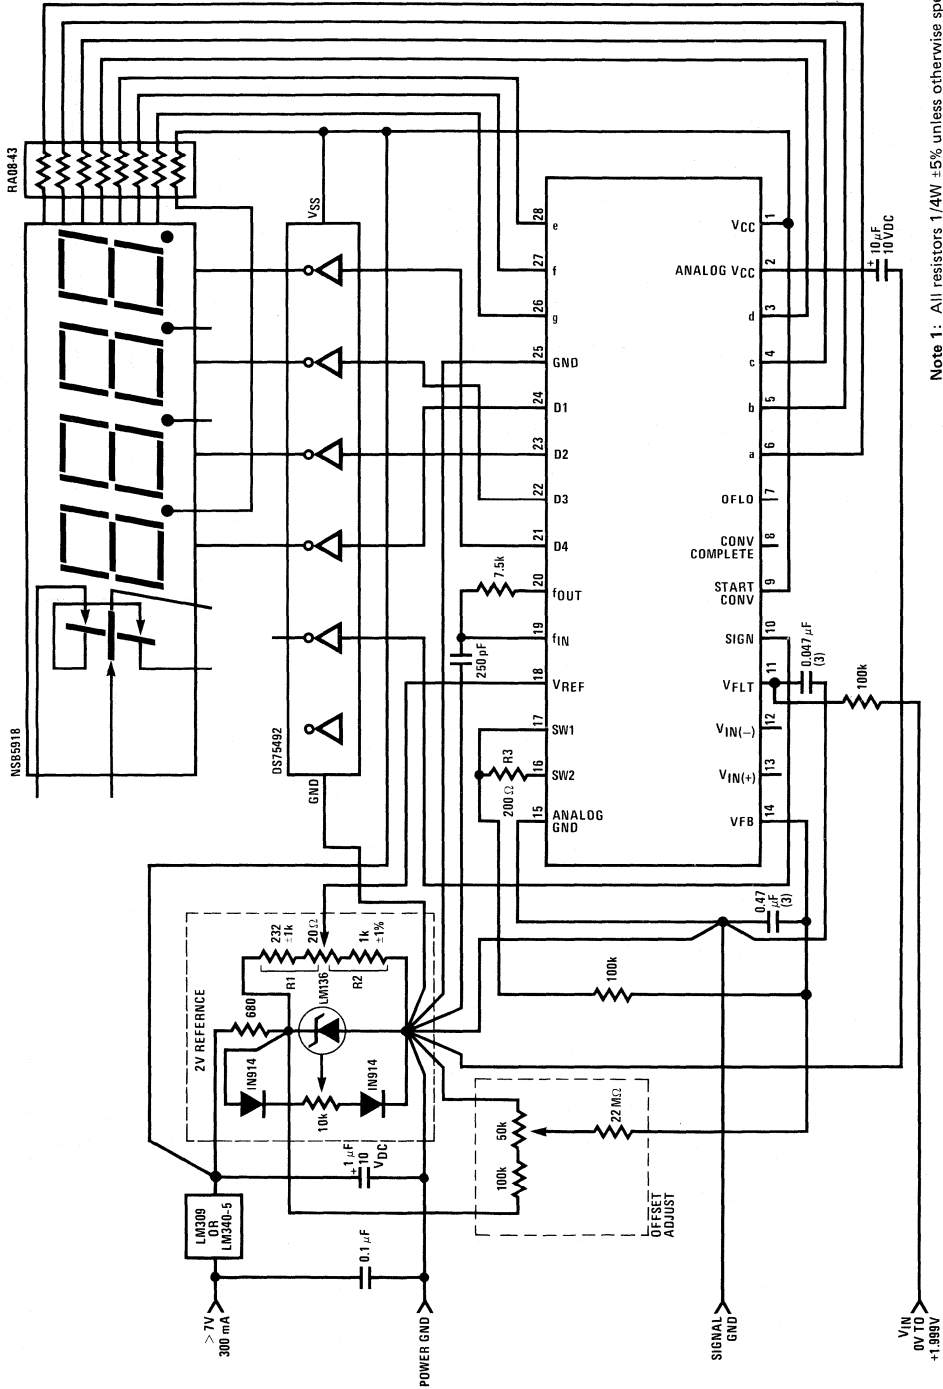 RA08-43
NSB5918
VSS
DS75492
GND
28
e
27
f
26
g
25
GND
24
D1
23
D2
22
D3
21
D4
20
fOUT
19
fIN
18
VREF
17
SW1
16
SW2
15
ANALOG
GND
VCC
1
ANALOG VCC
2
d
3
c
4
b
5
a
6
OFLO
7
CONV
COMPLETE
8
START
CONV
9
SIGN
10
VFLT
11
VIN(−)
12
VIN(+)
13
VFB
14
7.5k
250 pF
R3
200 Ω
+ 10 µF
10 VDC
0.047 µF
(3)
100k
0.47
µF
(3)
100k
2V REFERNCE
232
±1k
20 Ω
1k
±1%
R1
R2
LM136
680
IN914
10k
IN914
+ 1 µF
10
VDC
LM309
OR
LM340-5
0.1 µF
50k
100k
22 MΩ
OFFSET
ADJUST
> 7V
300 mA
POWER GND
SIGNAL
GND
VIN
0V TO
+1.999V
Note 1: All resistors 1/4W ±5% unless otherwise spe